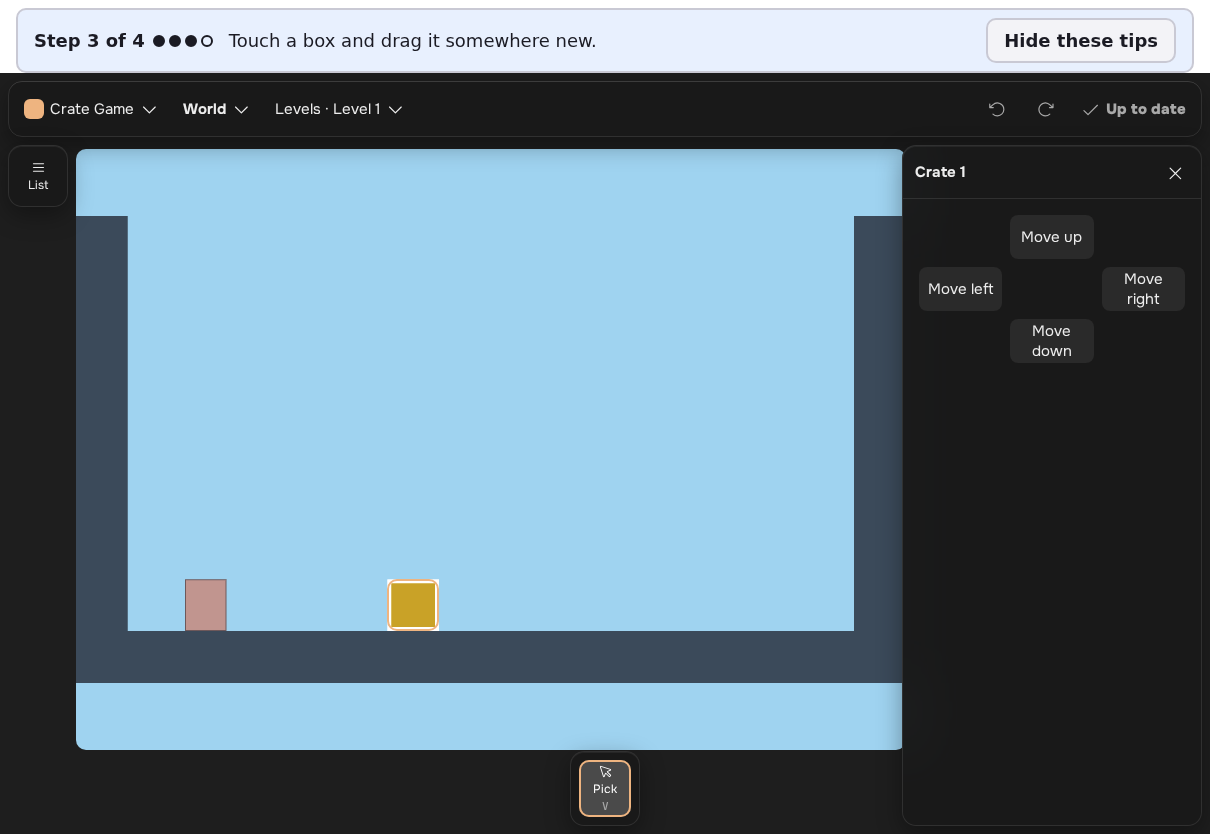 Step 3 of 4 Touch a box and drag it somewhere new. Hide these tips
Crate Game World Levels · Level 1 Up to date
List
Crate 1
Move up
Move left
Move
right
Move
down
Pick
V